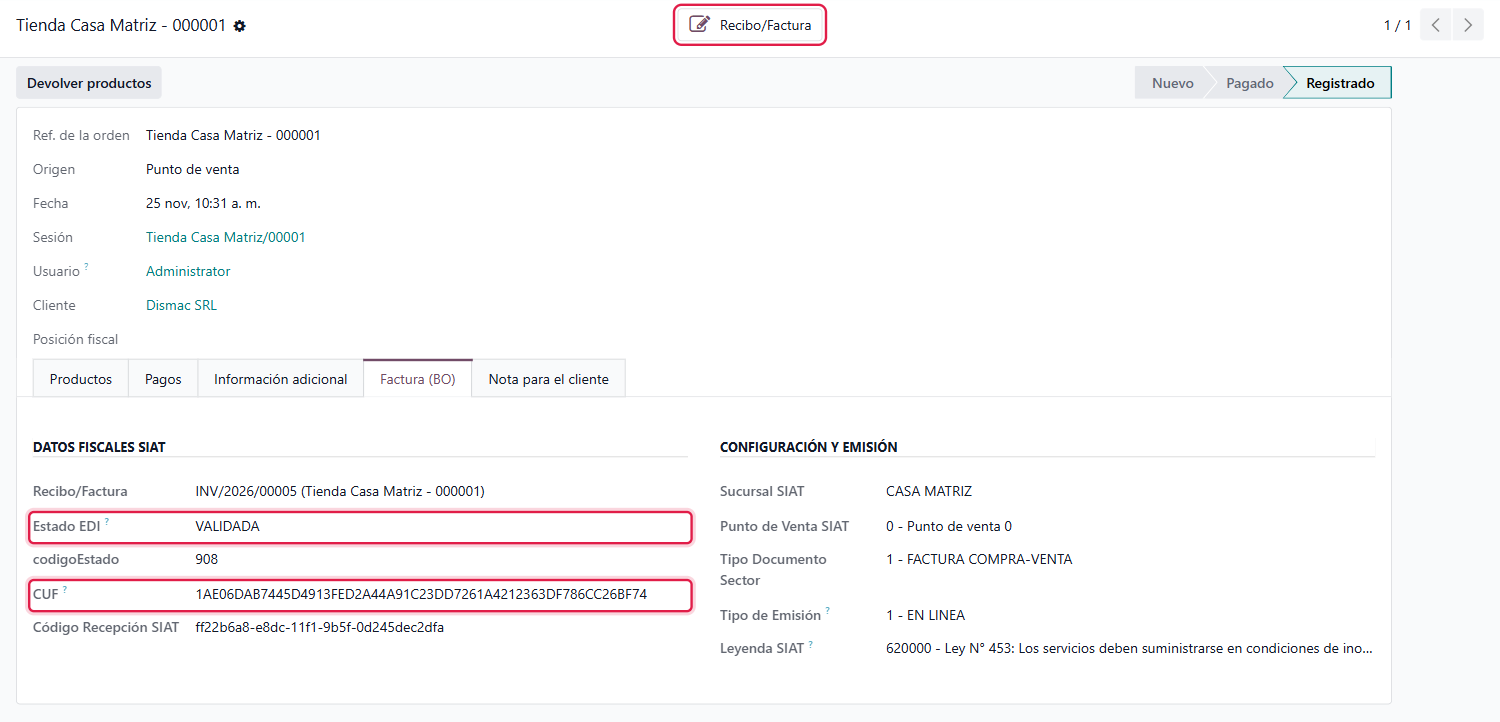 Tienda Casa Matriz - 000001
Recibo/Factura
1 / 1
Devolver productos
Nuevo
Pagado
Registrado
Ref. de la orden Tienda Casa Matriz - 000001
Origen Punto de venta
Fecha 25 nov, 10:31 a. m.
Sesión Tienda Casa Matriz/00001
Usuario ? Administrator
Cliente Dismac SRL
Posición fiscal
Productos
Pagos
Información adicional
Factura (BO)
Nota para el cliente
DATOS FISCALES SIAT
Recibo/Factura INV/2026/00005 (Tienda Casa Matriz - 000001)
Estado EDI ? VALIDADA
codigoEstado 908
CUF ? 1AE06DAB7445D4913FED2A44A91C23DD7261A4212363DF786CC26BF74
Código Recepción SIAT ff22b6a8-e8dc-11f1-9b5f-0d245dec2dfa
CONFIGURACIÓN Y EMISIÓN
Sucursal SIAT CASA MATRIZ
Punto de Venta SIAT 0 - Punto de venta 0
Tipo Documento 1 - FACTURA COMPRA-VENTA
Sector
Tipo de Emisión ? 1 - EN LINEA
Leyenda SIAT ? 620000 - Ley N° 453: Los servicios deben suministrarse en condiciones de ino...